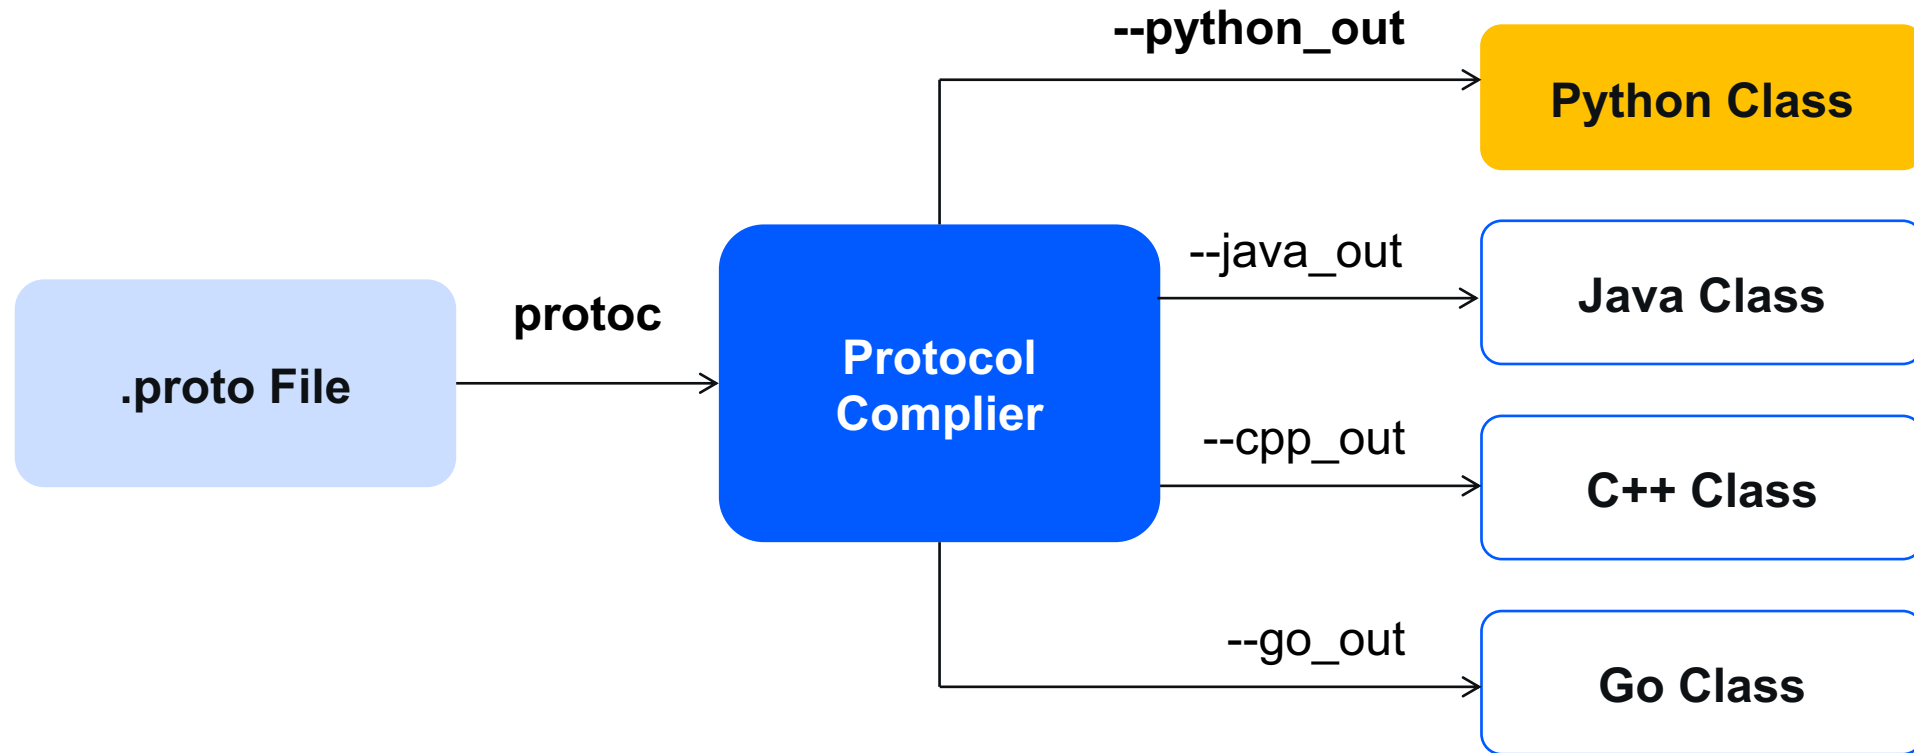 --python_out
Python Class
--java_out
Java Class
protoc
.proto File
Protocol
Complier
--cpp_out
C++ Class
--go_out
Go Class